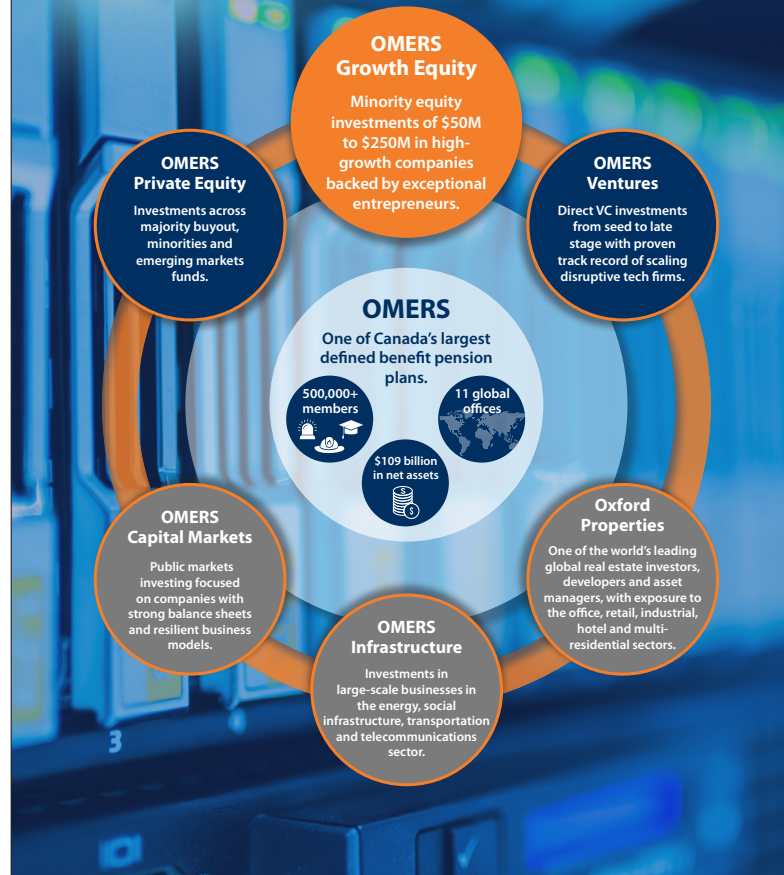 OMERS
Growth Equity
Minority equity
investments of $50M
to $250M in high-
growth companies
backed by exceptional
entrepreneurs.
OMERS
Private Equity
Investments across
majority buyout,
minorities and
emerging markets
funds.
OMERS
Ventures
Direct VC investments
from seed to late
stage with proven
track record of scaling
disruptive tech firms.
OMERS
One of Canada’s largest
defined benefit pension
plans.
500,000+
members
11 global
offices
$109 billion
in net assets
$
$
OMERS
Capital Markets
Public markets
investing focused
on companies with
strong balance sheets
and resilient business
models.
Oxford
Properties
One of the world’s leading
global real estate investors,
developers and asset
managers, with exposure to
the office, retail, industrial,
hotel and multi-
residential sectors.
OMERS
Infrastructure
Investments in
large-scale businesses in
the energy, social
infrastructure, transportation
and telecommunications
sector.
3